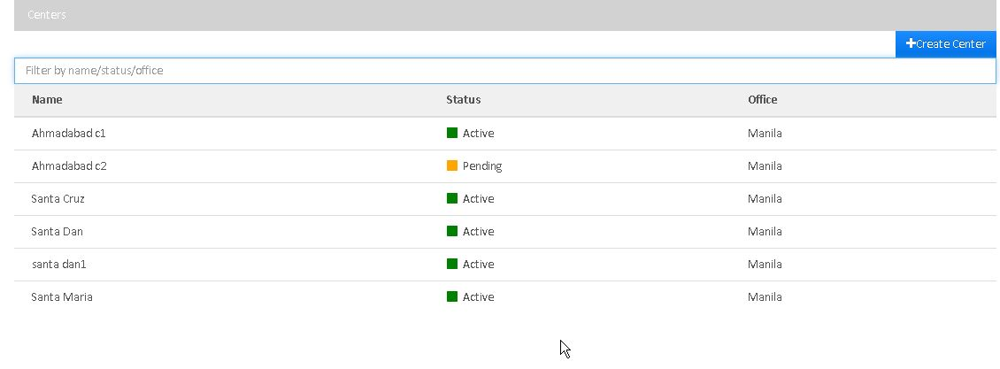 Centers
Create Center
Filter by name/status/office
Name Status Office
Ahmadabad c1 Active Manila
Ahmadabad c2 Pending Manila
Santa Cruz Active Manila
Santa Dan Active Manila
santa dan1 Active Manila
Santa Maria Active Manila